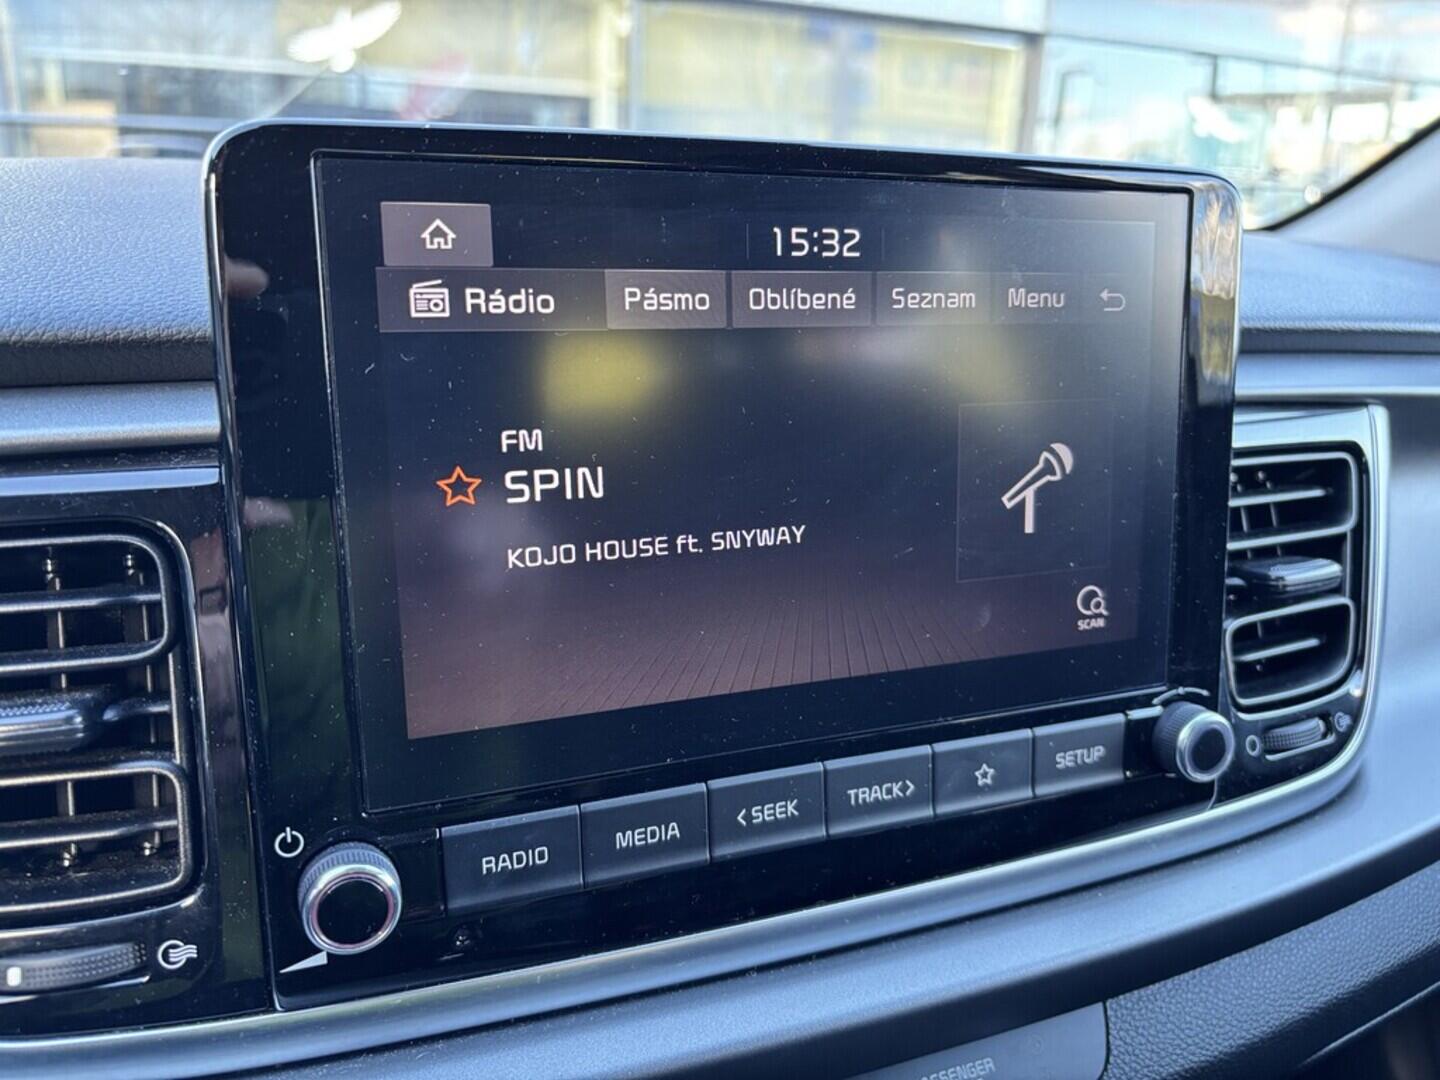 15:32
Rádio Pásmo Oblíbené Seznam Menu
FM
SPIN
KOJO HOUSE ft. SNYWAY
SCAN
RADIO MEDIA < SEEK TRACK > SETUP